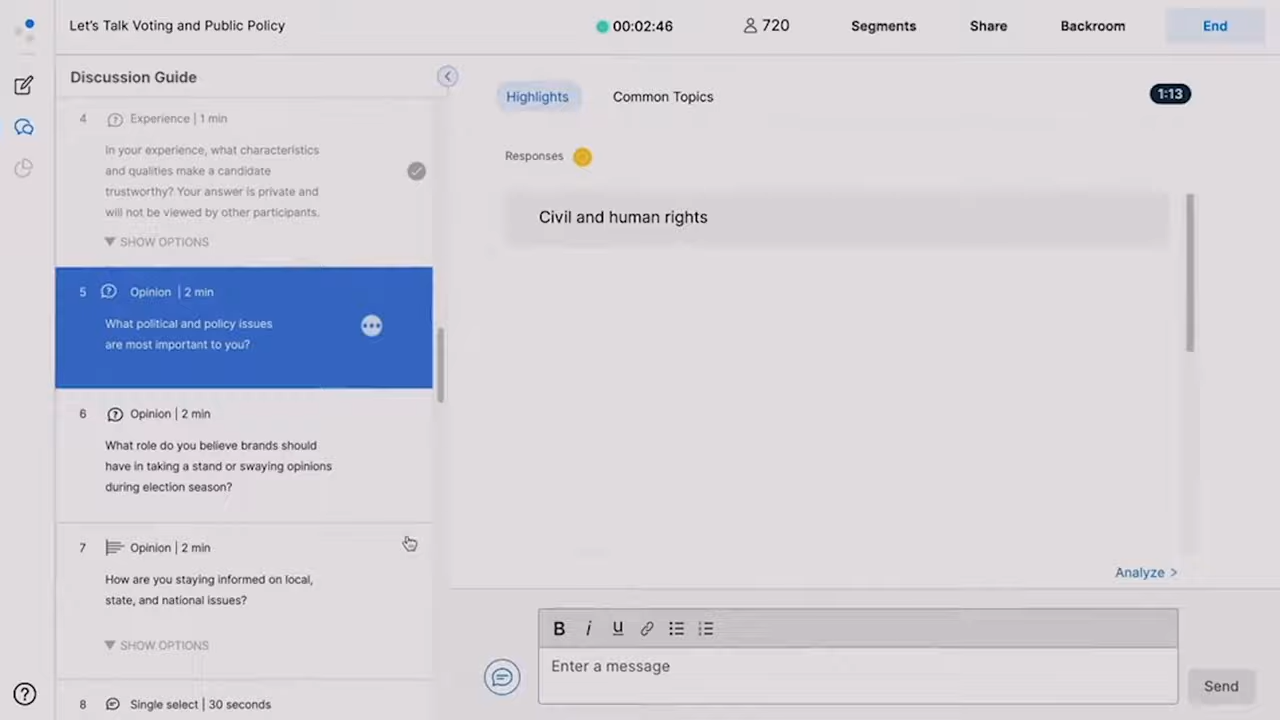 Let's Talk Voting and Public Policy
00:02:46
720
Segments
Share
Backroom
End
Discussion Guide
Highlights
Common Topics
1:13
4 Experience | 1 min
In your experience, what characteristics
and qualities make a candidate
trustworthy? Your answer is private and
will not be viewed by other participants.
SHOW OPTIONS
5 Opinion | 2 min
What political and policy issues
are most important to you?
6 Opinion | 2 min
What role do you believe brands should
have in taking a stand or swaying opinions
during election season?
7 Opinion | 2 min
How are you staying informed on local,
state, and national issues?
SHOW OPTIONS
8 Single select | 30 seconds
Responses
Civil and human rights
Analyze >
B i U
Enter a message
Send